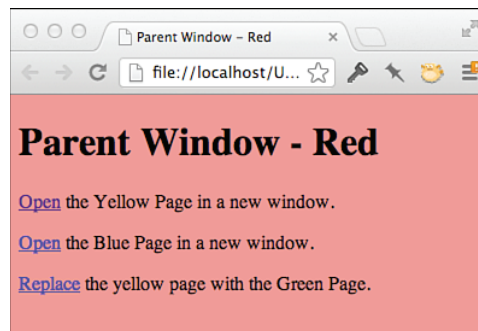 Parent Window - Red
file://localhost/U...
Parent Window - Red
Open the Yellow Page in a new window.
Open the Blue Page in a new window.
Replace the yellow page with the Green Page.